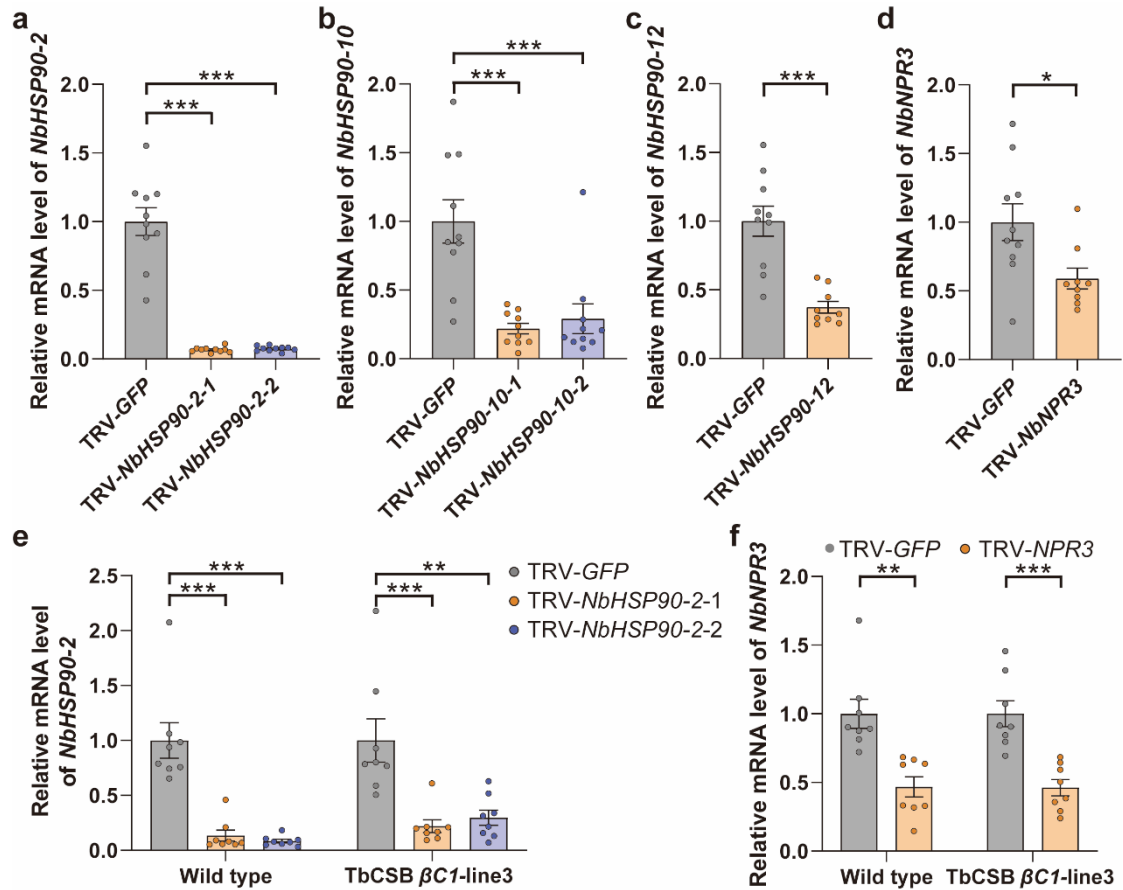 a
Relative mRNA level of NbHSP90-2
2.0
1.5
1.0
0.5
0.0
***
***
TRV-GFP
TRV-NbHSP90-2-1
TRV-NbHSP90-2-2
b
Relative mRNA level of NbHSP90-10
2.0
1.5
1.0
0.5
0.0
***
***
TRV-GFP
TRV-NbHSP90-10-1
TRV-NbHSP90-10-2
c
Relative mRNA level of NbHSP90-12
2.0
1.5
1.0
0.5
0.0
***
TRV-GFP
TRV-NbHSP90-12
d
Relative mRNA level of NbNPR3
2.0
1.5
1.0
0.5
0.0
*
TRV-GFP
TRV-NbNPR3
e
Relative mRNA level
of NbHSP90-2
2.5
2.0
1.5
1.0
0.5
0.0
***
***
**
***
TRV-GFP
TRV-NbHSP90-2-1
TRV-NbHSP90-2-2
Wild type
TbCSB βC1-line3
f
TRV-GFP
TRV-NPR3
Relative mRNA level of NbNPR3
2.0
1.5
1.0
0.5
0.0
**
***
Wild type
TbCSB βC1-line3